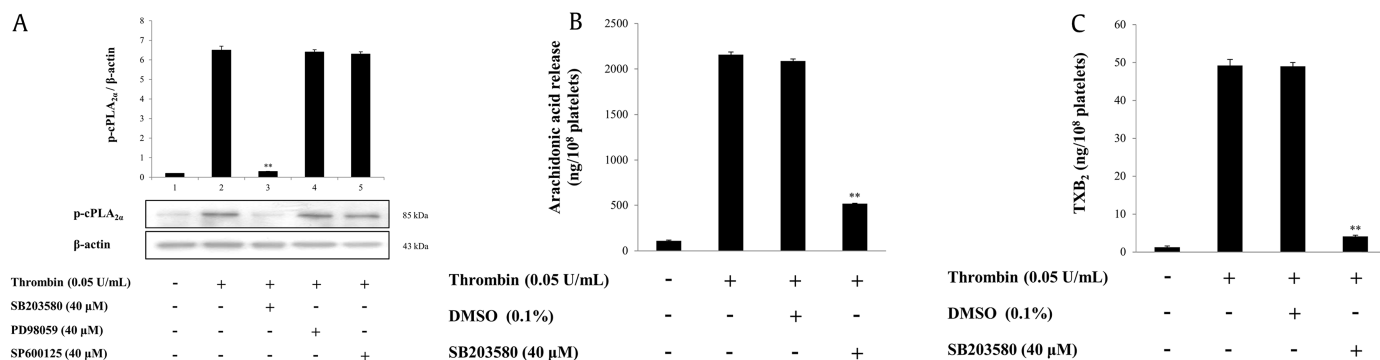 A
p-cPLA2α / β-actin
8
7
6
5
4
3
2
1
0
**
1 2 3 4 5
p-cPLA2α 85 kDa
β-actin 43 kDa
Thrombin (0.05 U/mL) - + + + +
SB203580 (40 μM) - - + - -
PD98059 (40 μM) - - - + -
SP600125 (40 μM) - - - - +
B
Arachidonic acid release
(ng/10⁸ platelets)
2500
2000
1500
1000
500
0
**
Thrombin (0.05 U/mL) - + + +
DMSO (0.1%) - - + -
SB203580 (40 μM) - - - +
C
TXB₂ (ng/10⁸ platelets)
60
50
40
30
20
10
0
**
Thrombin (0.05 U/mL) - + + +
DMSO (0.1%) - - + -
SB203580 (40 μM) - - - +